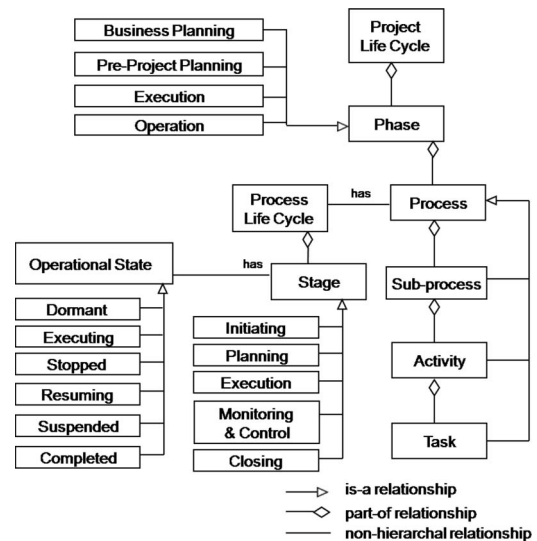 Business Planning
Pre-Project Planning
Execution
Operation
Project
Life Cycle
Phase
Process
Life Cycle
has
Process
Operational State
has
Stage
Sub-process
Dormant
Executing
Stopped
Resuming
Suspended
Completed
Initiating
Planning
Execution
Monitoring
& Control
Closing
Activity
Task
is-a relationship
part-of relationship
non-hierarchal relationship